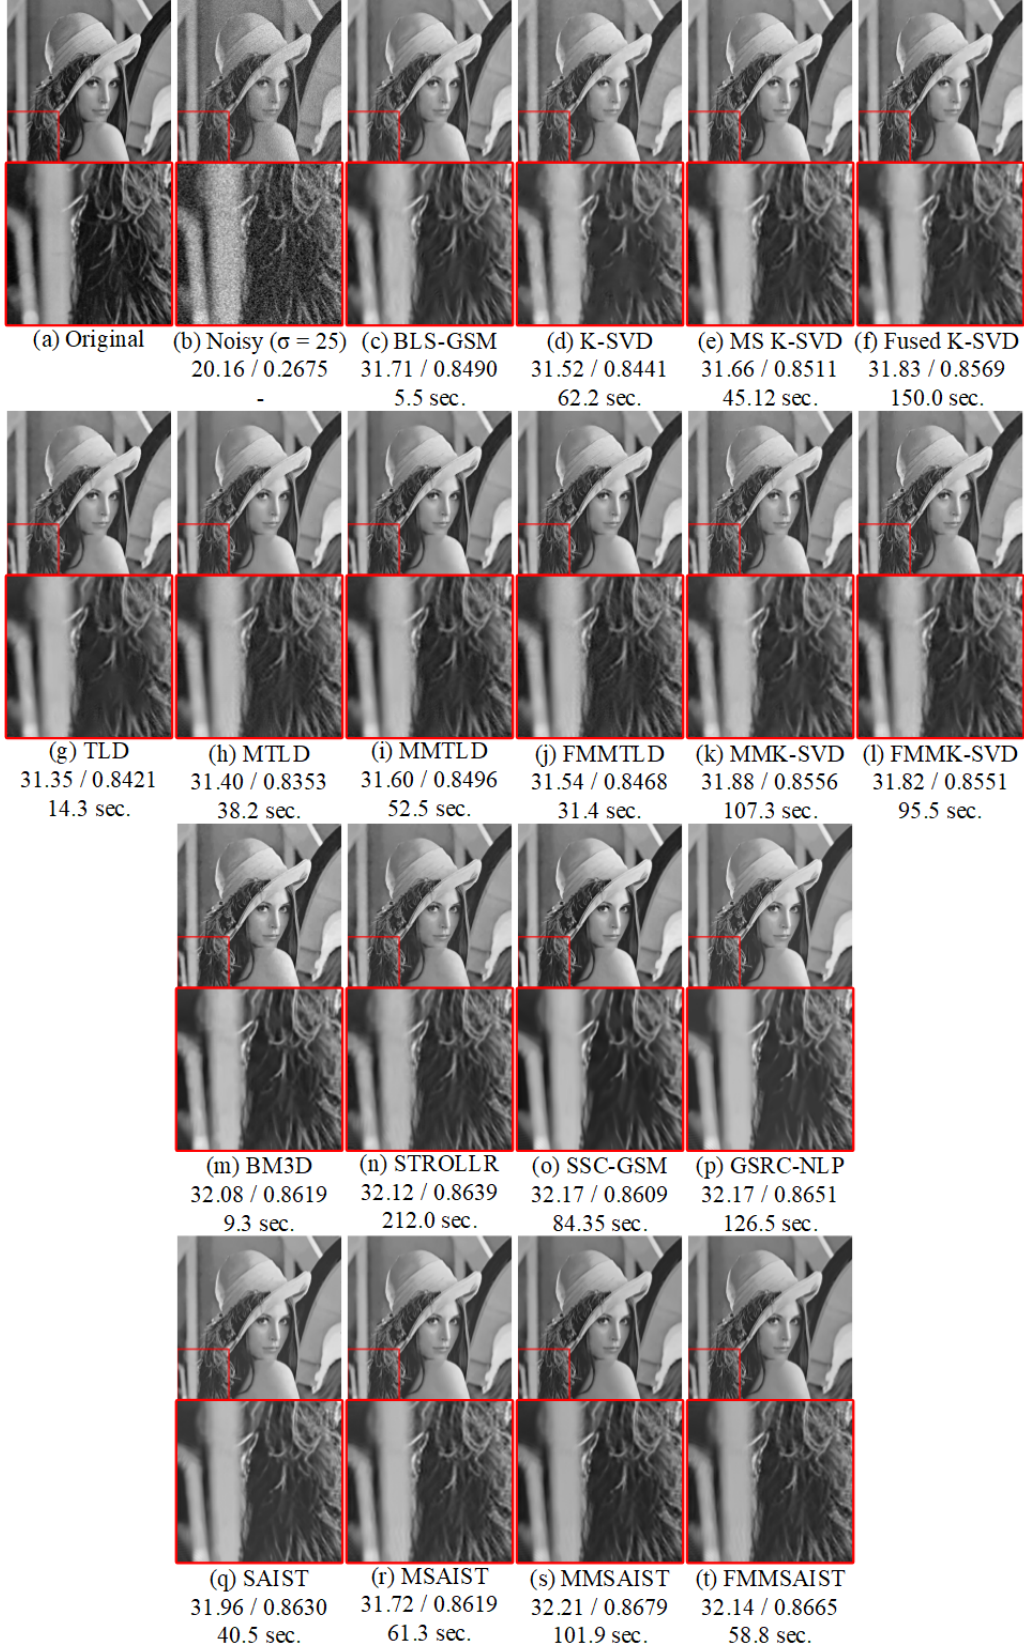 (a) Original
(b) Noisy (σ = 25)
20.16 / 0.2675
-
(c) BLS-GSM
31.71 / 0.8490
5.5 sec.
(d) K-SVD
31.52 / 0.8441
62.2 sec.
(e) MS K-SVD
31.66 / 0.8511
45.12 sec.
(f) Fused K-SVD
31.83 / 0.8569
150.0 sec.
(g) TLD
31.35 / 0.8421
14.3 sec.
(h) MTLD
31.40 / 0.8353
38.2 sec.
(i) MMTLD
31.60 / 0.8496
52.5 sec.
(j) FMMTLD
31.54 / 0.8468
31.4 sec.
(k) MMK-SVD
31.88 / 0.8556
107.3 sec.
(l) FMMK-SVD
31.82 / 0.8551
95.5 sec.
(m) BM3D
32.08 / 0.8619
9.3 sec.
(n) STROLLR
32.12 / 0.8639
212.0 sec.
(o) SSC-GSM
32.17 / 0.8609
84.35 sec.
(p) GSRC-NLP
32.17 / 0.8651
126.5 sec.
(q) SAIST
31.96 / 0.8630
40.5 sec.
(r) MSAIST
31.72 / 0.8619
61.3 sec.
(s) MMSAIST
32.21 / 0.8679
101.9 sec.
(t) FMMSAIST
32.14 / 0.8665
58.8 sec.